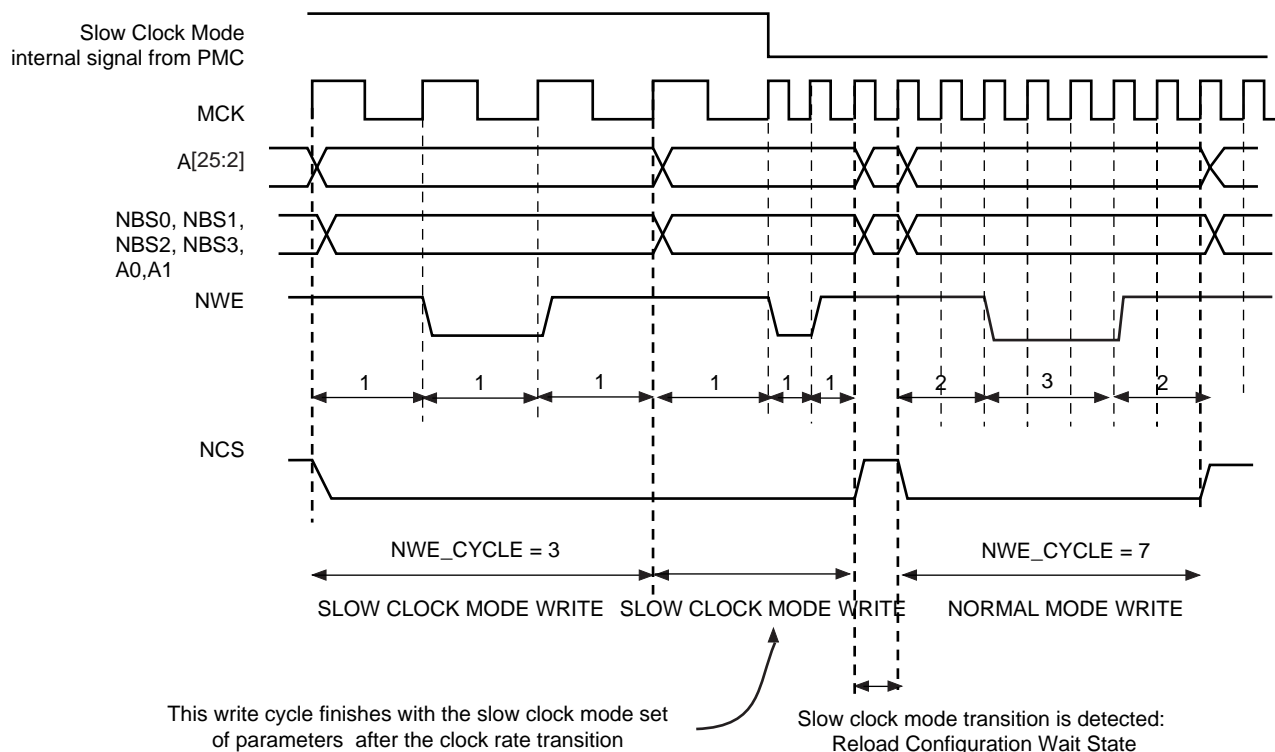 Slow Clock Mode
internal signal from PMC
MCK
A[25:2]
NBS0, NBS1,
NBS2, NBS3,
A0,A1
NWE
1 1 1 1 1 1 2 3 2
NCS
NWE_CYCLE = 3 NWE_CYCLE = 7
SLOW CLOCK MODE WRITE SLOW CLOCK MODE WRITE NORMAL MODE WRITE
This write cycle finishes with the slow clock mode set
of parameters after the clock rate transition
Slow clock mode transition is detected:
Reload Configuration Wait State